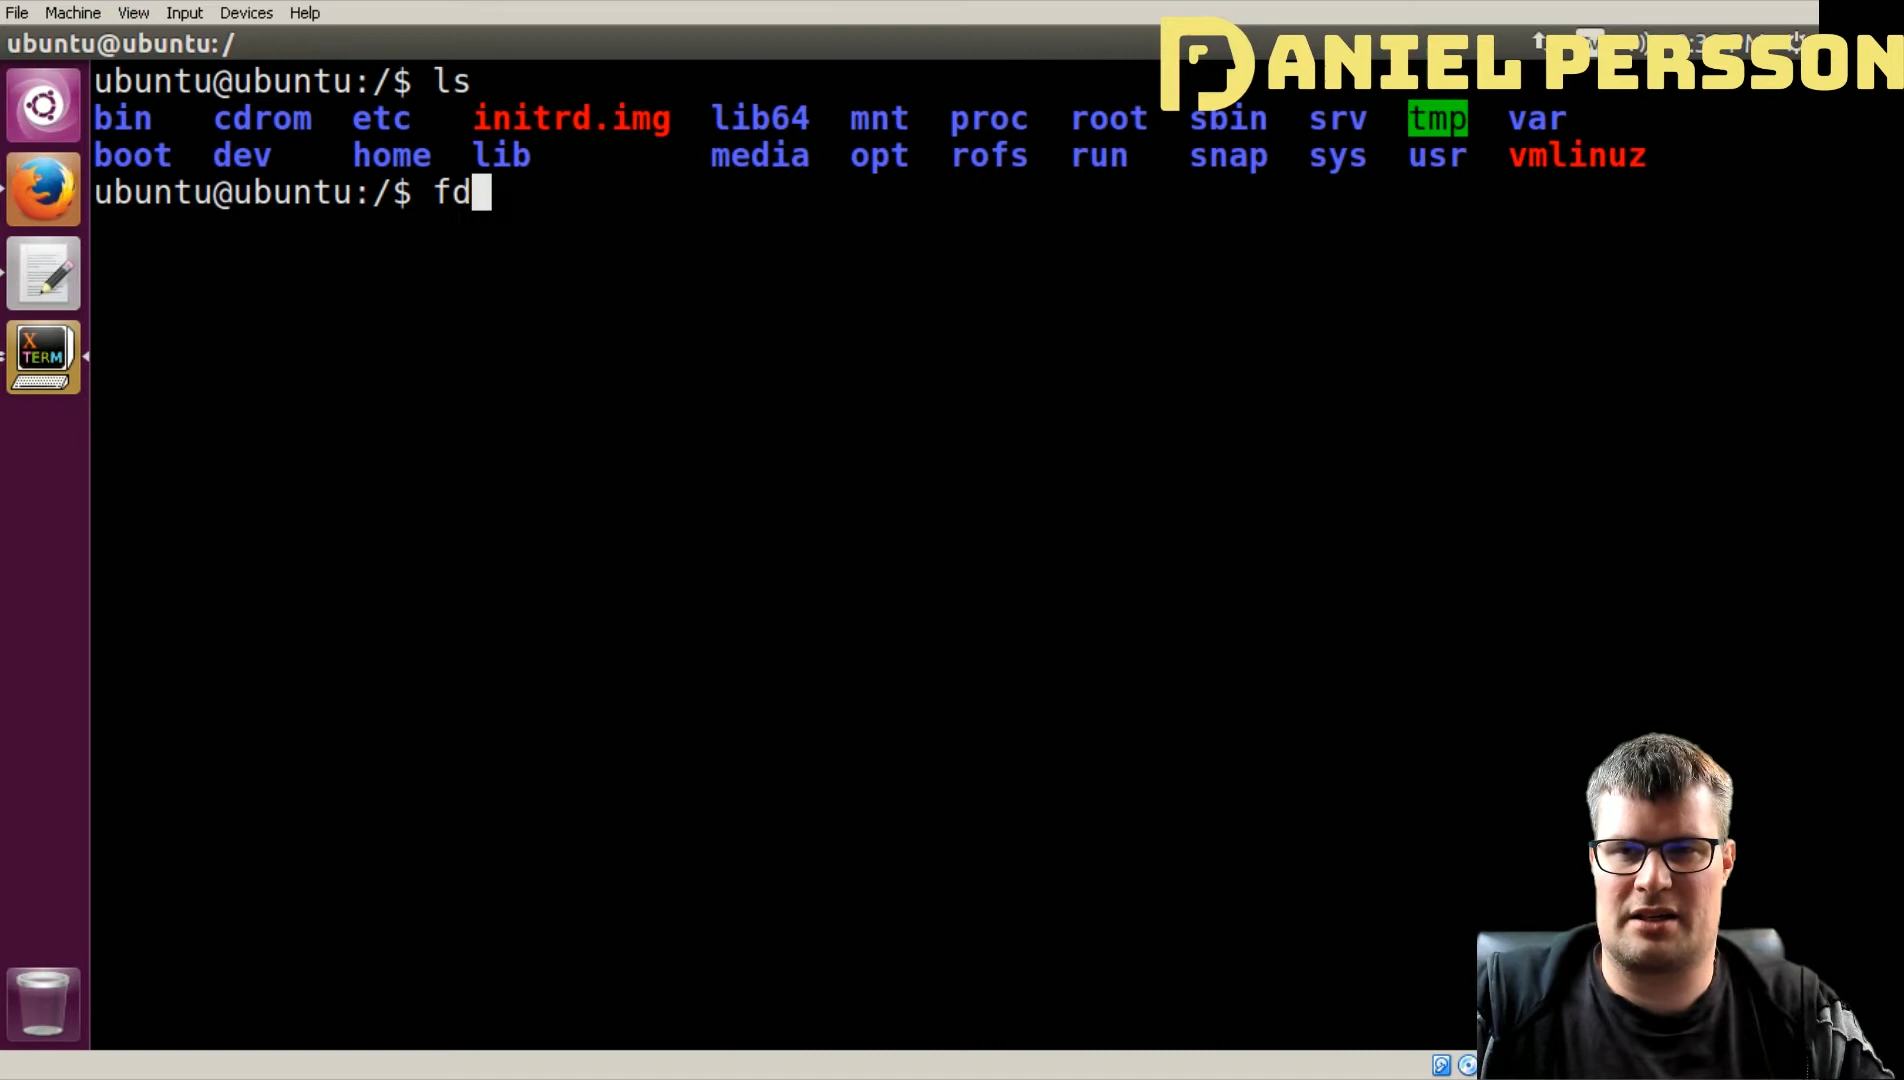 File Machine View Input Devices Help
ubuntu@ubuntu: /
DANIEL PERSSON
ubuntu@ubuntu:/$ ls
bin cdrom etc initrd.img lib64 mnt proc root sbin srv tmp var
boot dev home lib media opt rofs run snap sys usr vmlinuz
ubuntu@ubuntu:/$ fd
X
TERM